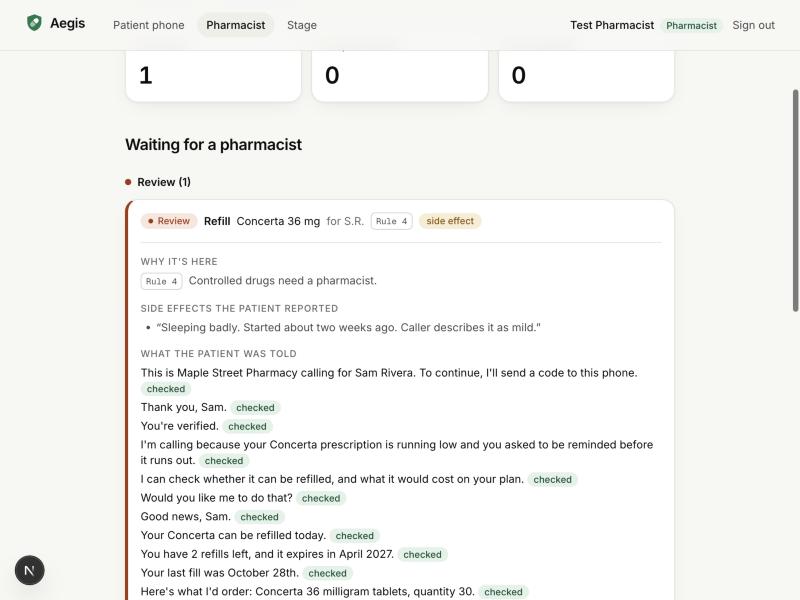 Aegis Patient phone Pharmacist Stage Test Pharmacist Pharmacist Sign out
1 0 0
Waiting for a pharmacist
Review (1)
Review Refill Concerta 36 mg for S.R. Rule 4 side effect
WHY IT'S HERE
Rule 4 Controlled drugs need a pharmacist.
SIDE EFFECTS THE PATIENT REPORTED
• “Sleeping badly. Started about two weeks ago. Caller describes it as mild.”
WHAT THE PATIENT WAS TOLD
This is Maple Street Pharmacy calling for Sam Rivera. To continue, I'll send a code to this phone.
checked
Thank you, Sam. checked
You're verified. checked
I'm calling because your Concerta prescription is running low and you asked to be reminded before
it runs out. checked
I can check whether it can be refilled, and what it would cost on your plan. checked
Would you like me to do that? checked
Good news, Sam. checked
Your Concerta can be refilled today. checked
You have 2 refills left, and it expires in April 2027. checked
Your last fill was October 28th. checked
Here's what I'd order: Concerta 36 milligram tablets, quantity 30. checked
N